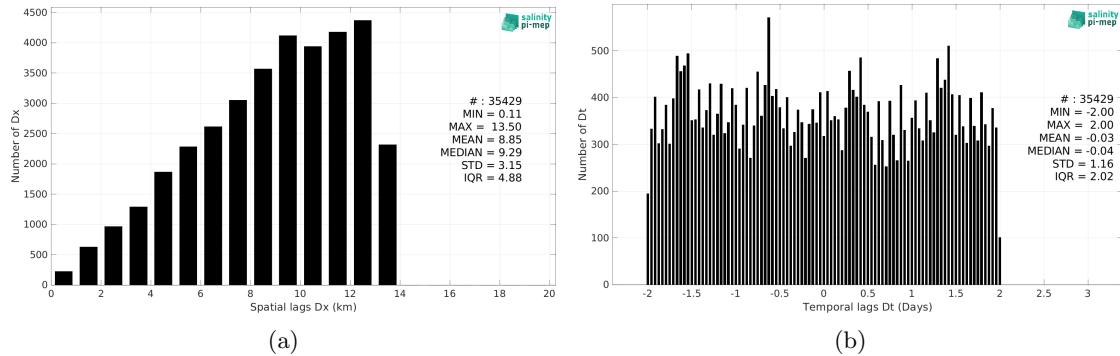 4500
4000
3500
3000
2500
2000
1500
1000
500
0
Number of Dx
0 2 4 6 8 10 12 14 16 18 20
Spatial lags Dx (km)
salinity
pi-mep
# : 35429
MIN = 0.11
MAX = 13.50
MEAN = 8.85
MEDIAN = 9.29
STD = 3.15
IQR = 4.88
(a)
500
400
300
200
100
0
Number of Dt
-2 -1.5 -1 -0.5 0 0.5 1 1.5 2 2.5 3
Temporal lags Dt (Days)
salinity
pi-mep
# : 35429
MIN = -2.00
MAX = 2.00
MEAN = -0.03
MEDIAN = -0.04
STD = 1.16
IQR = 2.02
(b)